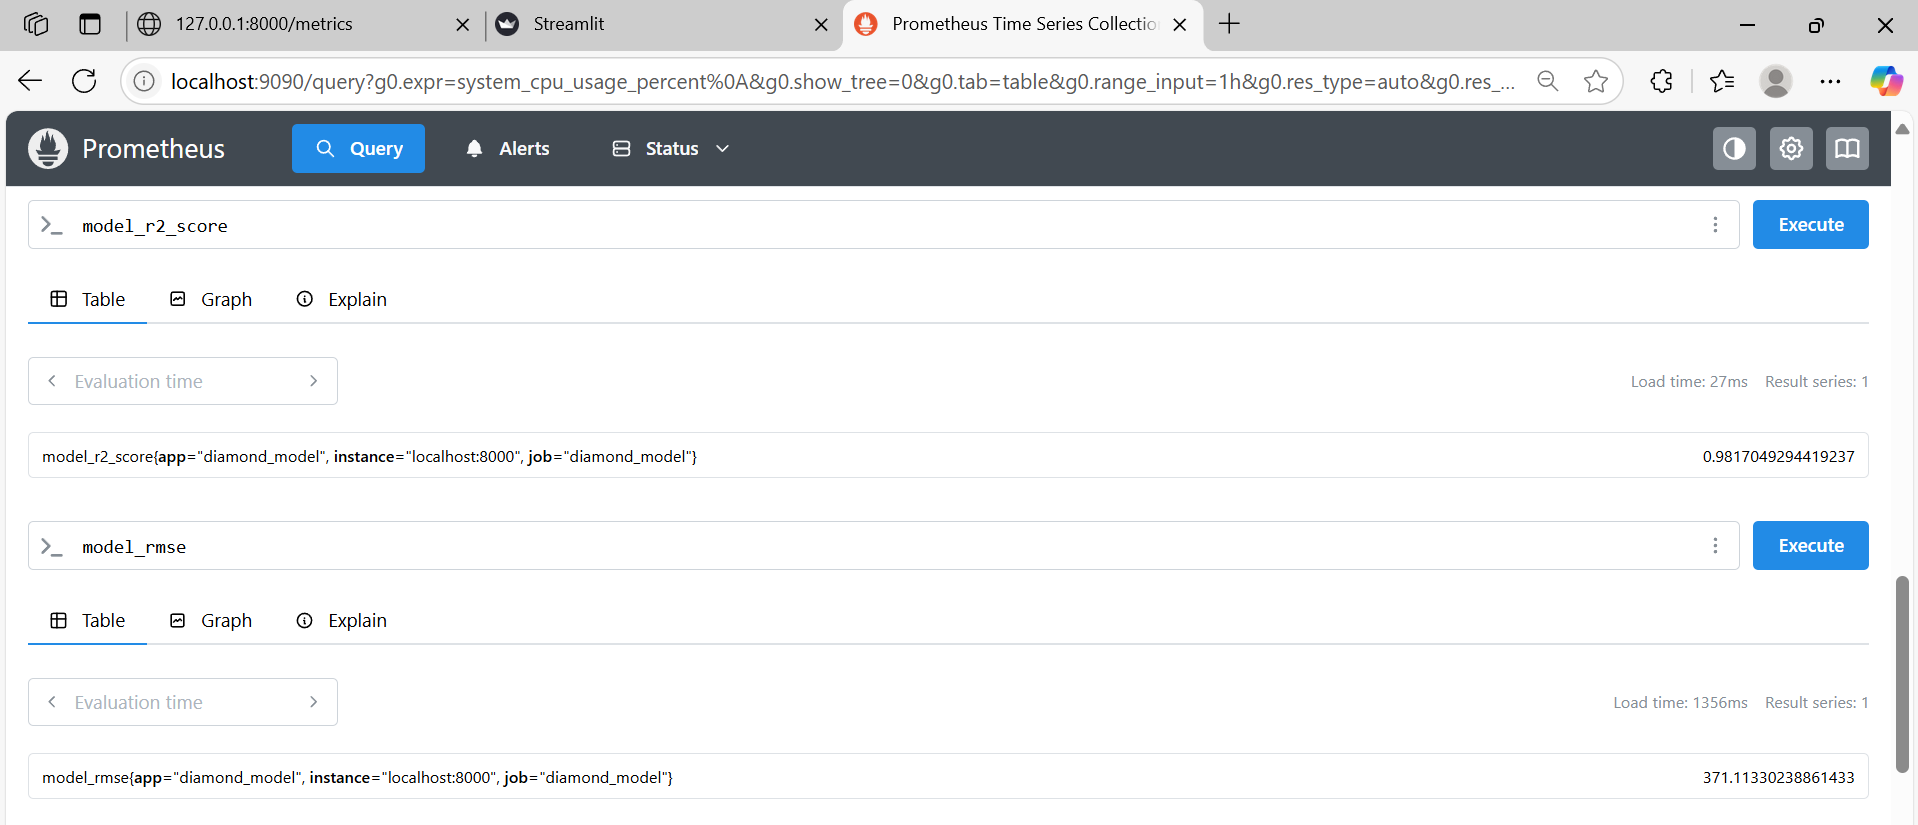 127.0.0.1:8000/metrics
Streamlit
Prometheus Time Series Collectio
localhost:9090/query?g0.expr=system_cpu_usage_percent%0A&g0.show_tree=0&g0.tab=table&g0.range_input=1h&g0.res_type=auto&g0.res_...
Prometheus
Query
Alerts
Status
>_ model_r2_score
Execute
Table
Graph
Explain
Evaluation time
Load time: 27ms Result series: 1
model_r2_score{app="diamond_model", instance="localhost:8000", job="diamond_model"} 0.9817049294419237
>_ model_rmse
Execute
Table
Graph
Explain
Evaluation time
Load time: 1356ms Result series: 1
model_rmse{app="diamond_model", instance="localhost:8000", job="diamond_model"} 371.11330238861433